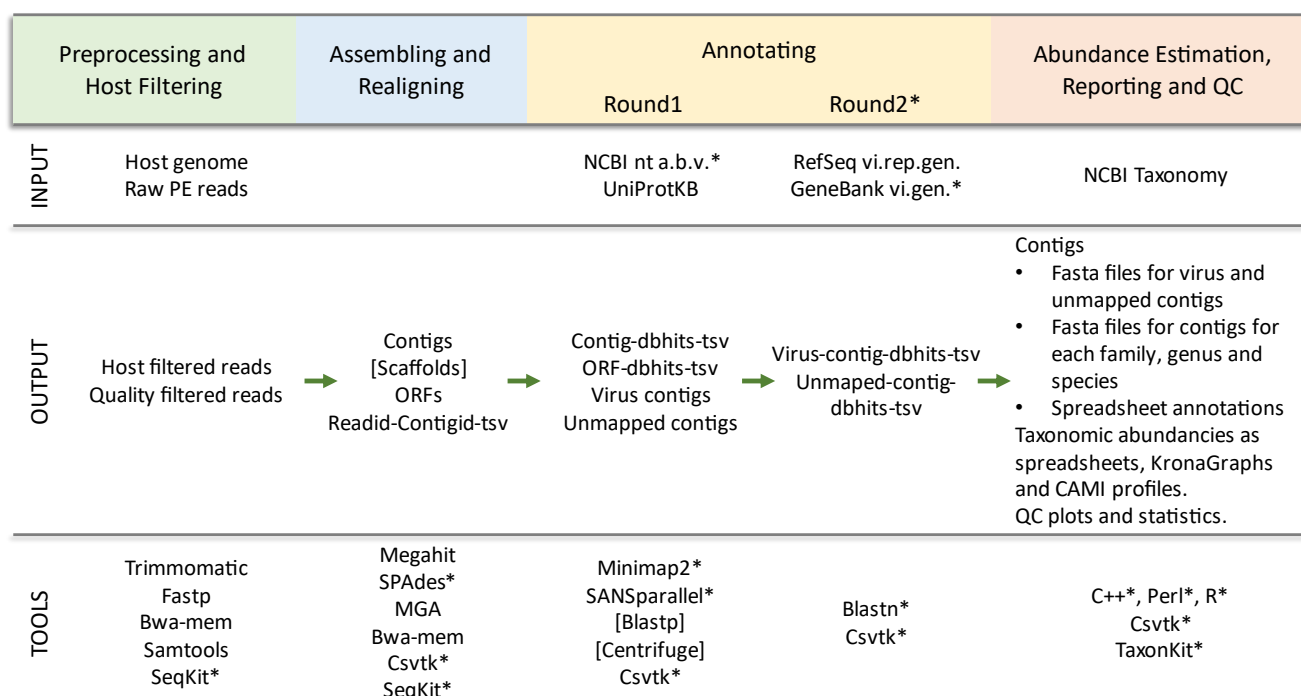 Preprocessing and
Host Filtering
Assembling and
Realigning
Annotating
Round1
Round2*
Abundance Estimation,
Reporting and QC
INPUT
Host genome
Raw PE reads
NCBI nt a.b.v.*
UniProtKB
RefSeq vi.rep.gen.
GeneBank vi.gen.*
NCBI Taxonomy
OUTPUT
Host filtered reads
Quality filtered reads
Contigs
[Scaffolds]
ORFs
Readid-Contigid-tsv
Contig-dbhits-tsv
ORF-dbhits-tsv
Virus contigs
Unmapped contigs
Virus-contig-dbhits-tsv
Unmaped-contig-
dbhits-tsv
Contigs
• Fasta files for virus and
unmapped contigs
• Fasta files for contigs for
each family, genus and
species
• Spreadsheet annotations
Taxonomic abundancies as
spreadsheets, KronaGraphs
and CAMI profiles.
QC plots and statistics.
TOOLS
Trimmomatic
Fastp
Bwa-mem
Samtools
SeqKit*
Megahit
SPAdes*
MGA
Bwa-mem
Csvtk*
SeqKit*
Minimap2*
SANSparallel*
[Blastp]
[Centrifuge]
Csvtk*
Blastn*
Csvtk*
C++*, Perl*, R*
Csvtk*
TaxonKit*